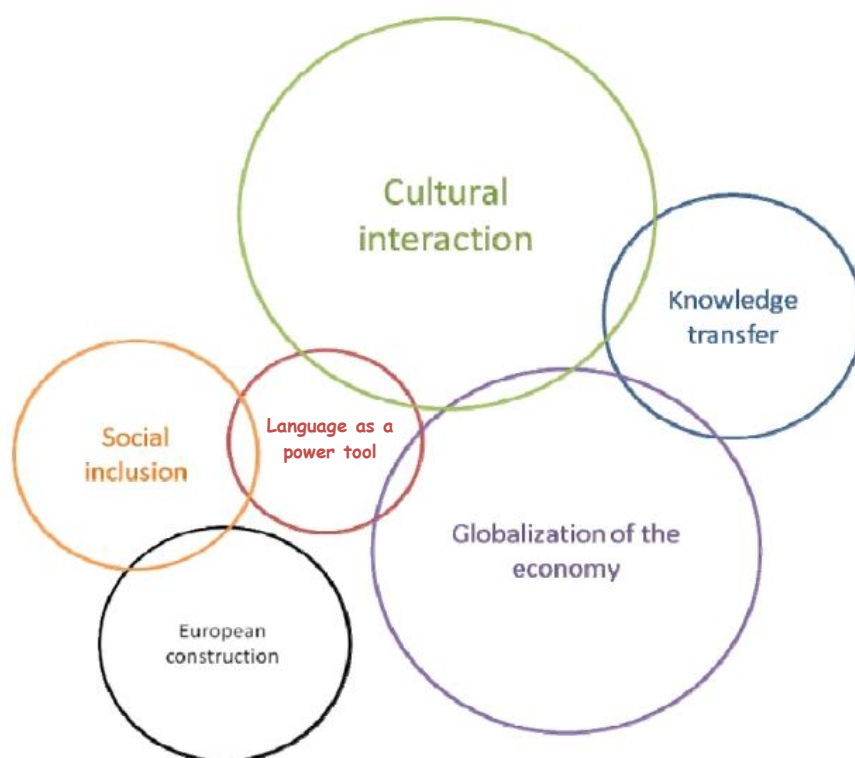 Cultural
interaction
Knowledge
transfer
Language as a
power tool
Social
inclusion
Globalization of the
economy
European
construction